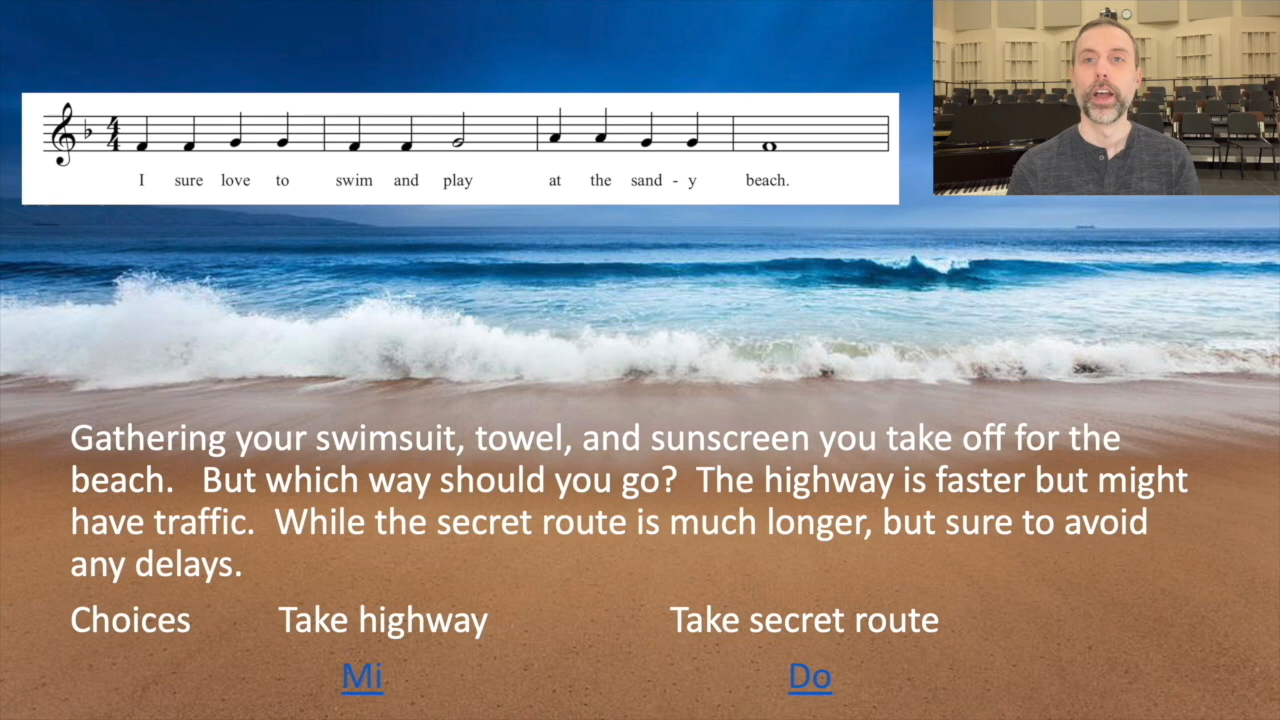 4
4
I sure love to swim and play at the sand - y beach.
Gathering your swimsuit, towel, and sunscreen you take off for the
beach. But which way should you go? The highway is faster but might
have traffic. While the secret route is much longer, but sure to avoid
any delays.
Choices Take highway Take secret route
Mi Do